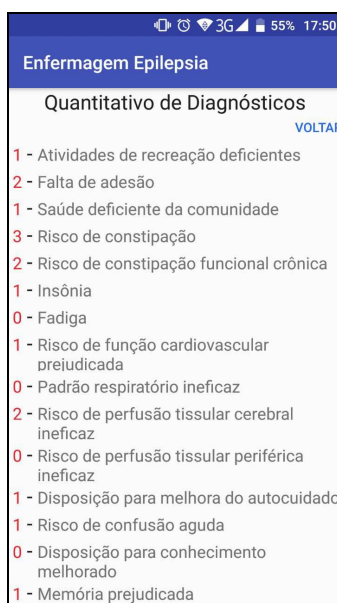 3G 55% 17:50
Enfermagem Epilepsia
Quantitativo de Diagnósticos
VOLTAR
1 - Atividades de recreação deficientes
2 - Falta de adesão
1 - Saúde deficiente da comunidade
3 - Risco de constipação
2 - Risco de constipação funcional crônica
1 - Insônia
0 - Fadiga
1 - Risco de função cardiovascular
prejudicada
0 - Padrão respiratório ineficaz
2 - Risco de perfusão tissular cerebral
ineficaz
0 - Risco de perfusão tissular periférica
ineficaz
1 - Disposição para melhora do autocuidado
1 - Risco de confusão aguda
0 - Disposição para conhecimento
melhorado
1 - Memória prejudicada